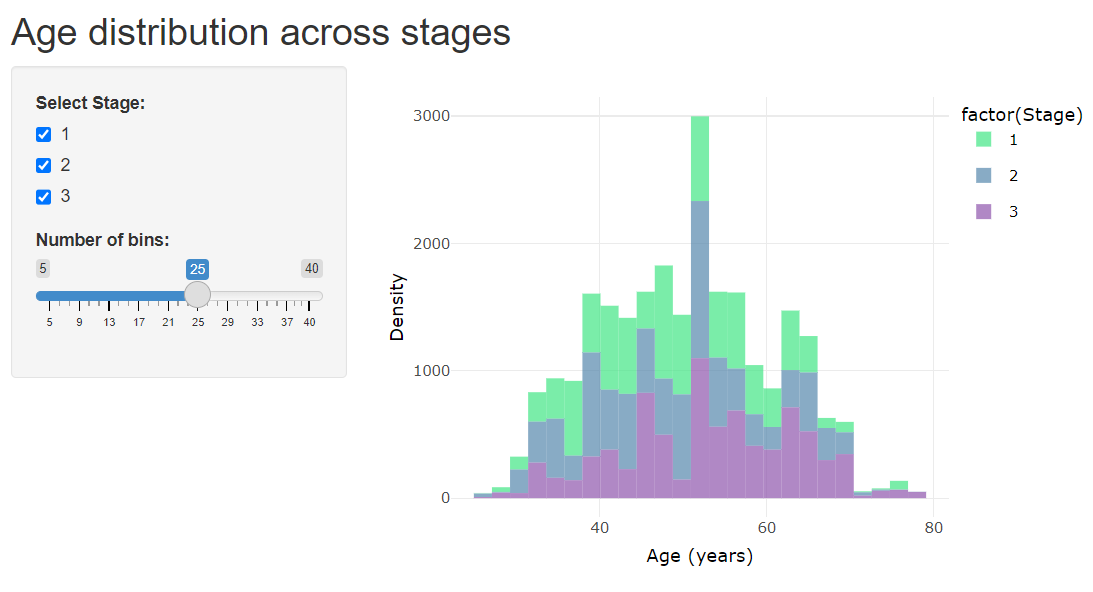 Age distribution across stages
Select Stage:
1
2
3
Number of bins:
5 25 40
5 9 13 17 21 25 29 33 37 40
3000
2000
1000
0
Density
40 60 80
Age (years)
factor(Stage)
1
2
3